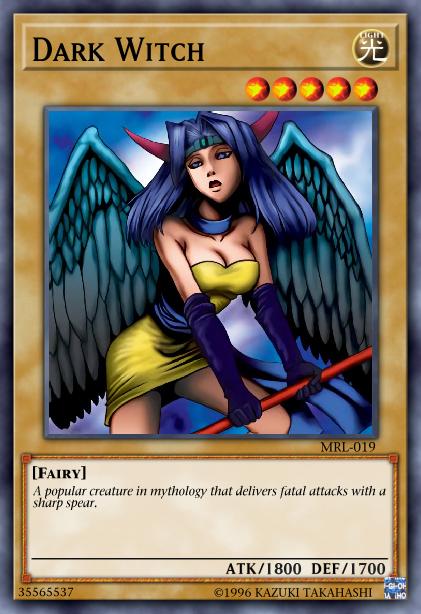 Dark Witch
LIGHT
光
MRL-019
[Fairy]
A popular creature in mythology that delivers fatal attacks with a
sharp spear.
ATK/1800 DEF/1700
35565537
©1996 KAZUKI TAKAHASHI